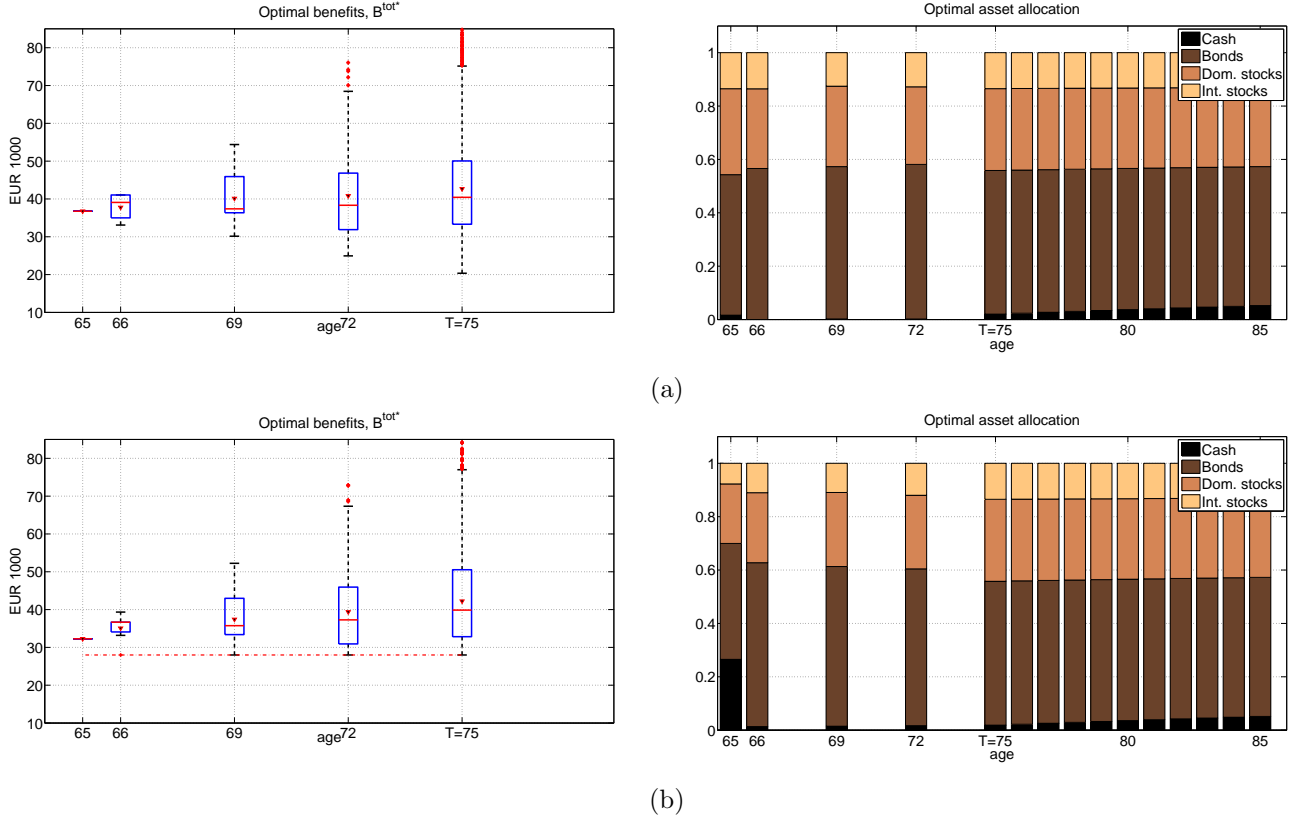 Optimal benefits, B^tot*
EUR 1000
80
70
60
50
40
30
20
10
65 66 69 72 T=75
age
Optimal asset allocation
Cash
Bonds
Dom. stocks
Int. stocks
1
0.8
0.6
0.4
0.2
0
65 66 69 72 T=75 80 85
age
(a)
Optimal benefits, B^tot*
EUR 1000
80
70
60
50
40
30
20
10
65 66 69 72 T=75
age
Optimal asset allocation
Cash
Bonds
Dom. stocks
Int. stocks
1
0.8
0.6
0.4
0.2
0
65 66 69 72 T=75 80 85
age
(b)